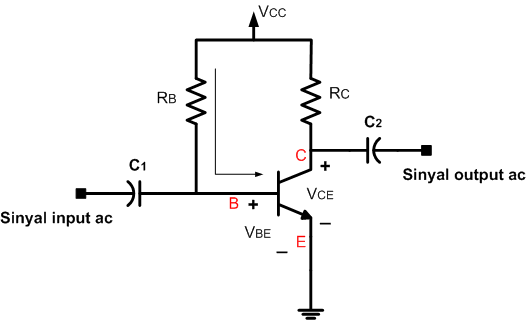 VCC
RB
RC
C1
C2
C
+
Sinyal output ac
Sinyal input ac
B
+
VCE
VBE
E
−
−